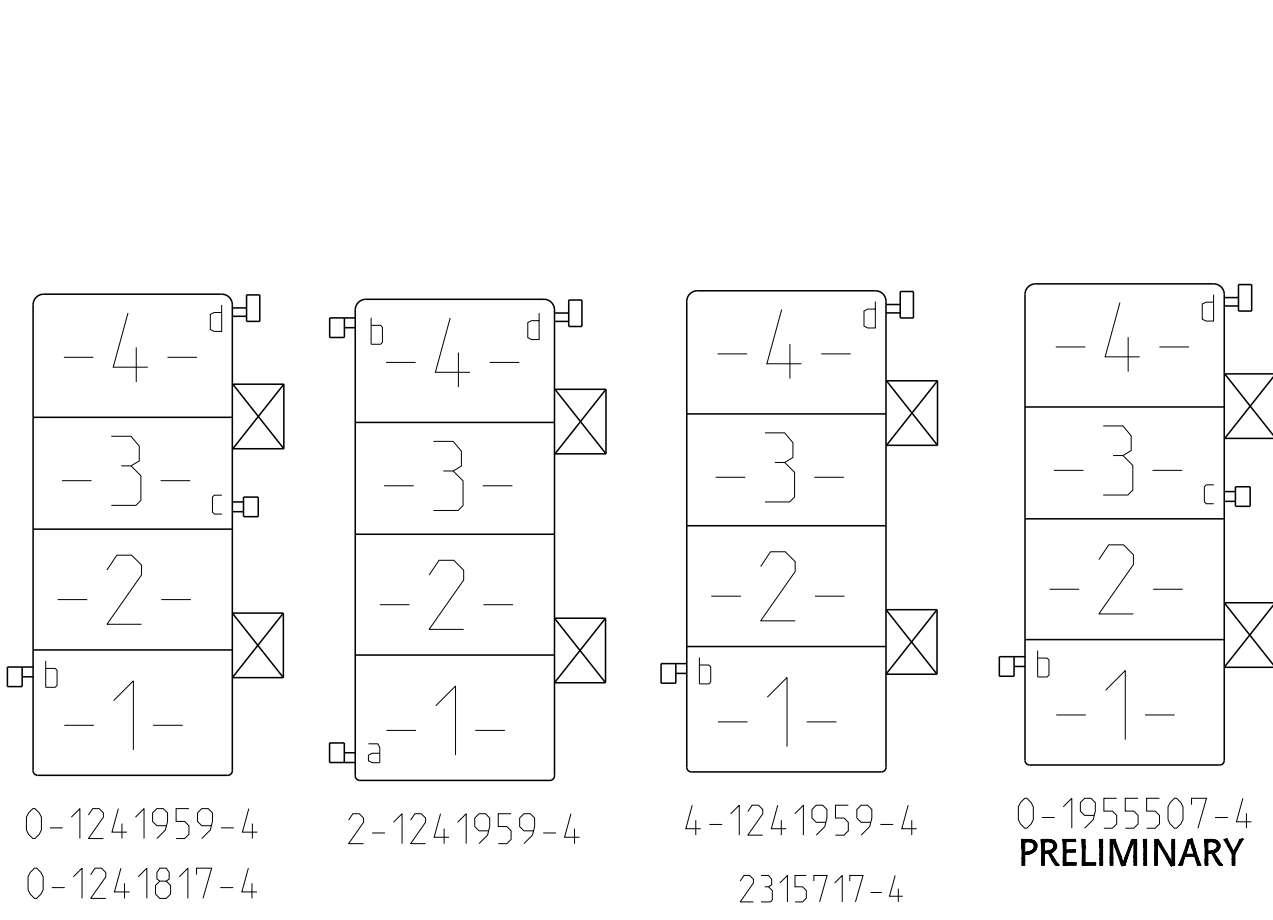 -4- d
-3-
c
-2-
b
-1-
0-1241959-4
0-1241817-4
b -4- d
-3-
-2-
-1-
a
2-1241959-4
-4- d
-3-
-2-
b
-1-
4-1241959-4
2315717-4
-4- d
-3-
c
-2-
b
-1-
0-1955507-4
PRELIMINARY